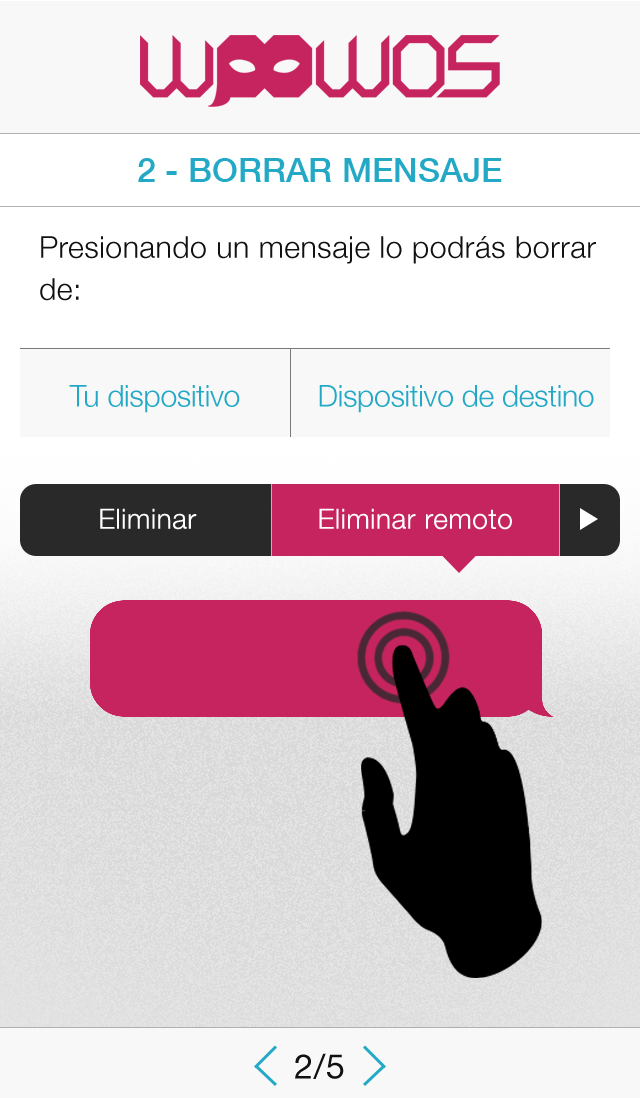 woowos
2 - BORRAR MENSAJE
Presionando un mensaje lo podrás borrar
de:
Tu dispositivo
Dispositivo de destino
Eliminar
Eliminar remoto
2/5